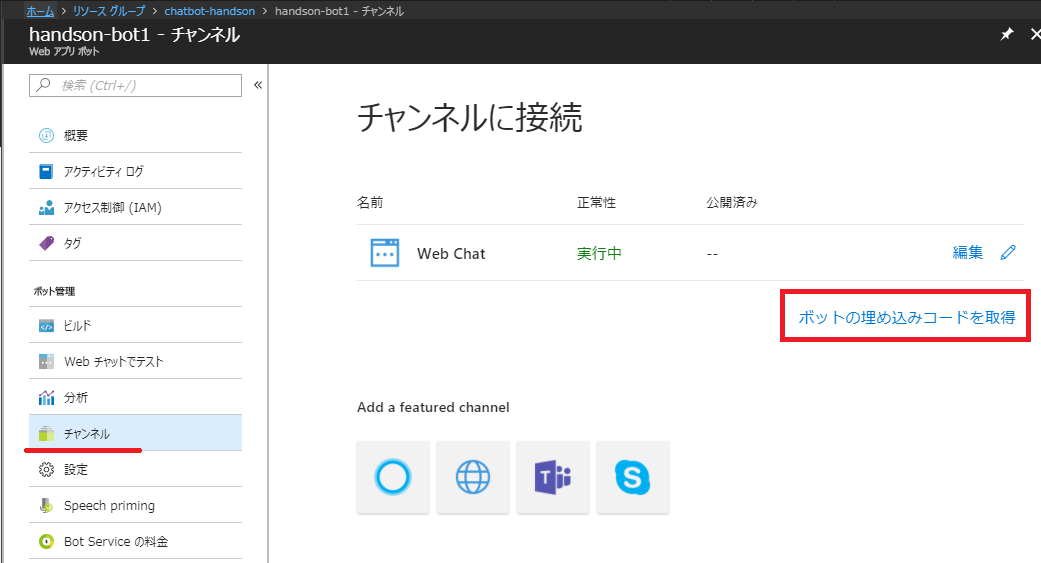 ホーム > リソース グループ > chatbot-handson > handson-bot1 - チャンネル
handson-bot1 - チャンネル
Web アプリ ボット
検索 (Ctrl+/)
概要
アクティビティ ログ
アクセス制御 (IAM)
タグ
ボット管理
ビルド
Web チャットでテスト
分析
チャンネル
設定
Speech priming
Bot Service の料金
チャンネルに接続
名前 正常性 公開済み
Web Chat 実行中 -- 編集
ボットの埋め込みコードを取得
Add a featured channel